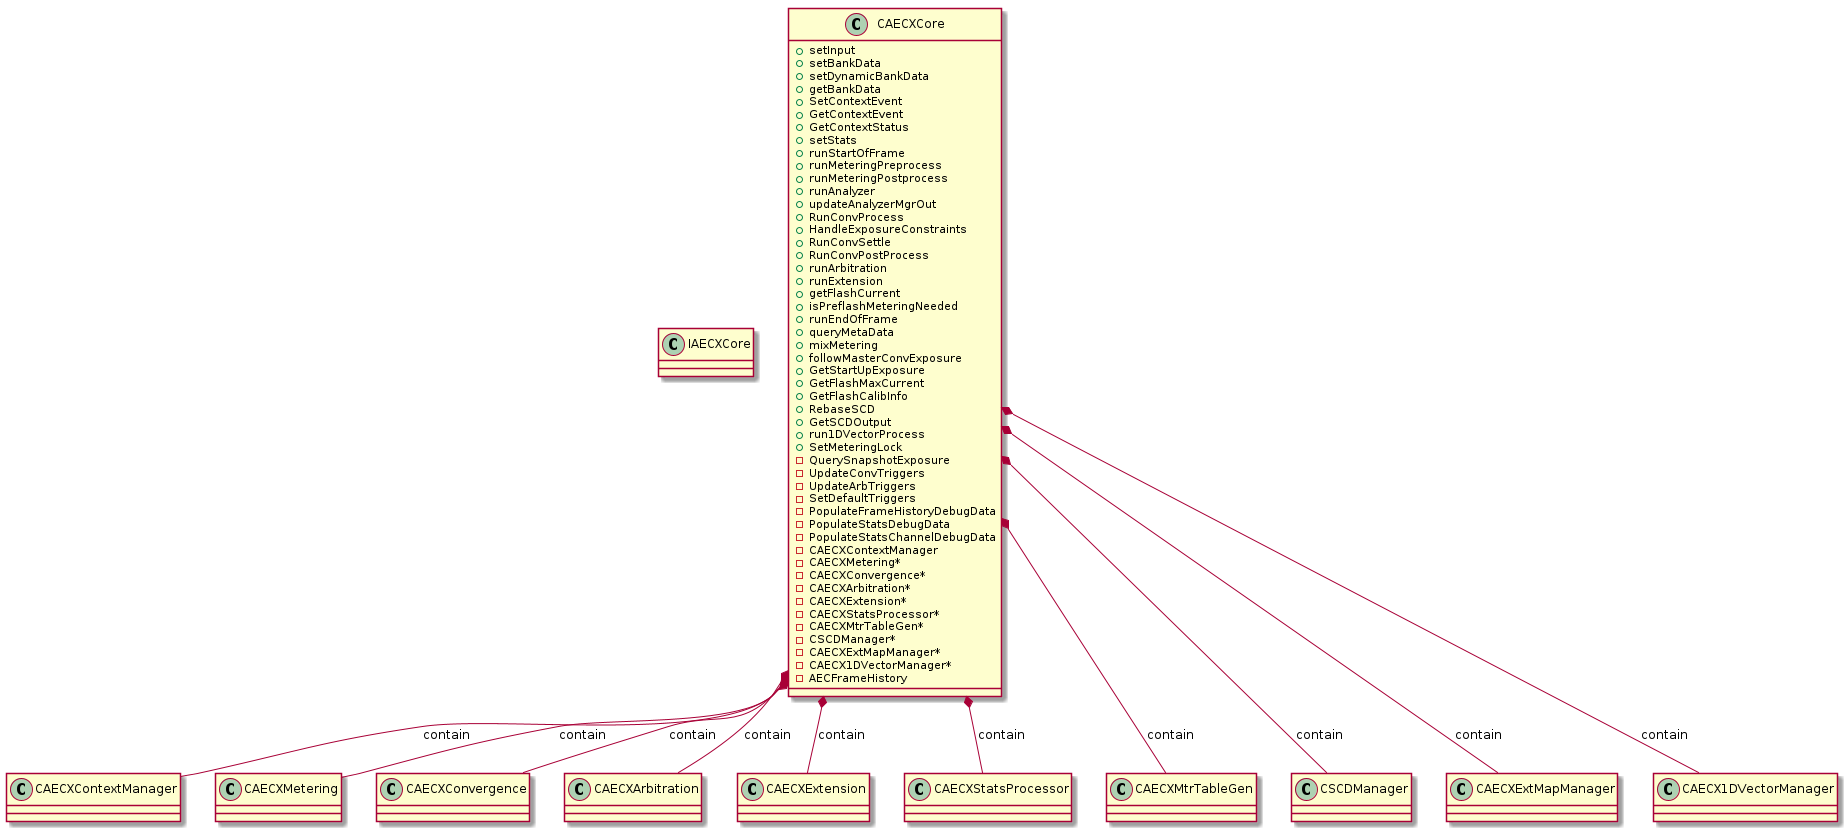 C CAECXCore
setInput
setBankData
setDynamicBankData
getBankData
SetContextEvent
GetContextEvent
GetContextStatus
setStats
runStartOfFrame
runMeteringPreprocess
runMeteringPostprocess
runAnalyzer
updateAnalyzerMgrOut
RunConvProcess
HandleExposureConstraints
RunConvSettle
RunConvPostProcess
runArbitration
runExtension
getFlashCurrent
isPreflashMeteringNeeded
runEndOfFrame
queryMetaData
mixMetering
followMasterConvExposure
GetStartUpExposure
GetFlashMaxCurrent
GetFlashCalibInfo
RebaseSCD
GetSCDOutput
run1DVectorProcess
SetMeteringLock
QuerySnapshotExposure
UpdateConvTriggers
UpdateArbTriggers
SetDefaultTriggers
PopulateFrameHistoryDebugData
PopulateStatsDebugData
PopulateStatsChannelDebugData
CAECXContextManager
CAECXMetering*
CAECXConvergence*
CAECXArbitration*
CAECXExtension*
CAECXStatsProcessor*
CAECXMtrTableGen*
CSCDManager*
CAECXExtMapManager*
CAECX1DVectorManager*
AECFrameHistory
C IAECXCore
contain
contain
contain
contain
contain
contain
contain
contain
contain
contain
C CAECXContextManager
C CAECXMetering
C CAECXConvergence
C CAECXArbitration
C CAECXExtension
C CAECXStatsProcessor
C CAECXMtrTableGen
C CSCDManager
C CAECXExtMapManager
C CAECX1DVectorManager